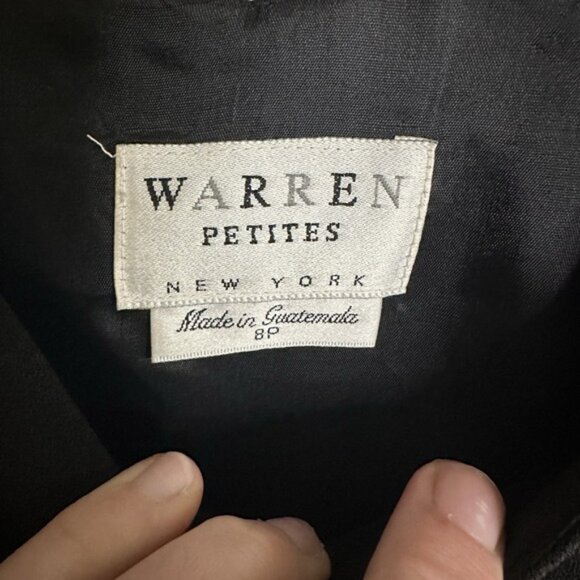 WARREN
PETITES
NEW YORK
Made in Guatemala
8P